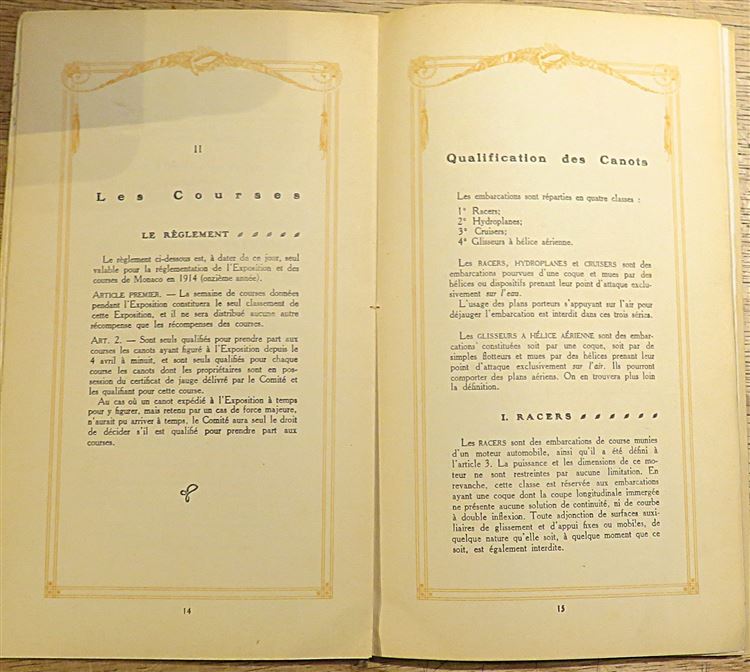 II
Les Courses
LE RÈGLEMENT
Le règlement ci-dessous est, à dater de ce jour, seul
valable pour la réglementation de l'Exposition et des
courses de Monaco en 1914 (onzième année).
ARTICLE PREMIER. — La semaine de courses données
pendant l'Exposition constituera le seul classement de
cette Exposition, et il ne sera distribué aucune autre
récompense que les récompenses des courses.
ART. 2. — Sont seuls qualifiés pour prendre part aux
courses les canots ayant figuré à l'Exposition depuis le
4 avril à minuit, et sont seuls qualifiés pour chaque
course les canots dont les propriétaires sont en pos-
session du certificat de jauge délivré par le Comité et
les qualifiant pour cette course.
Au cas où un canot expédié à l'Exposition à temps
pour y figurer, mais retenu par un cas de force majeure,
n'aurait pu arriver à temps, le Comité aura seul le droit
de décider s'il est qualifié pour prendre part aux
courses.
14
Qualification des Canots
Les embarcations sont réparties en quatre classes :
1° Racers;
2° Hydroplanes;
3° Cruisers;
4° Glisseurs à hélice aérienne.
Les RACERS, HYDROPLANES et CRUISERS sont des
embarcations pourvues d'une coque et mues par des
hélices ou dispositifs prenant leur point d'attaque exclu-
sivement sur l'eau.
L'usage des plans porteurs s'appuyant sur l'air pour
déjauger l'embarcation est interdit dans ces trois séries.
Les GLISSEURS A HÉLICE AÉRIENNE sont des embar-
cations constituées soit par une coque, soit par de
simples flotteurs et mues par des hélices prenant leur
point d'attaque exclusivement sur l'air. Ils pourront
comporter des plans aériens. On en trouvera plus loin
la définition.
I. RACERS
Les RACERS sont des embarcations de course munies
d'un moteur automobile, ainsi qu'il a été défini à
l'article 3. La puissance et les dimensions de ce mo-
teur ne sont restreintes par aucune limitation. En
revanche, cette classe est réservée aux embarcations
ayant une coque dont la coupe longitudinale immergée
ne présente aucune solution de continuité, ni de courbe
à double inflexion. Toute adjonction de surfaces auxi-
liaires de glissement et d'appui fixes ou mobiles, de
quelque nature qu'elle soit, à quelque moment que ce
soit, est également interdite.
15